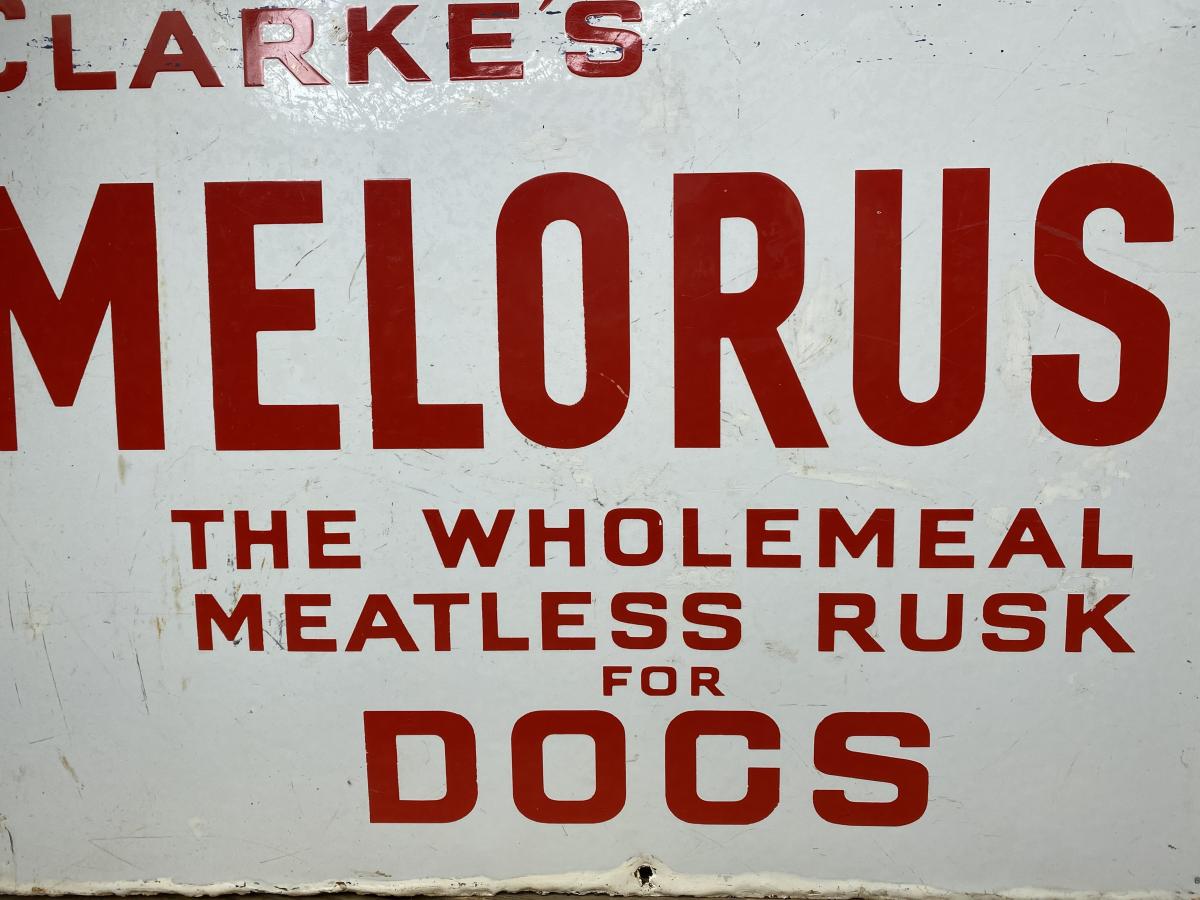 CLARKE'S
MELORUS
THE WHOLEMEAL
MEATLESS RUSK
FOR
DOGS